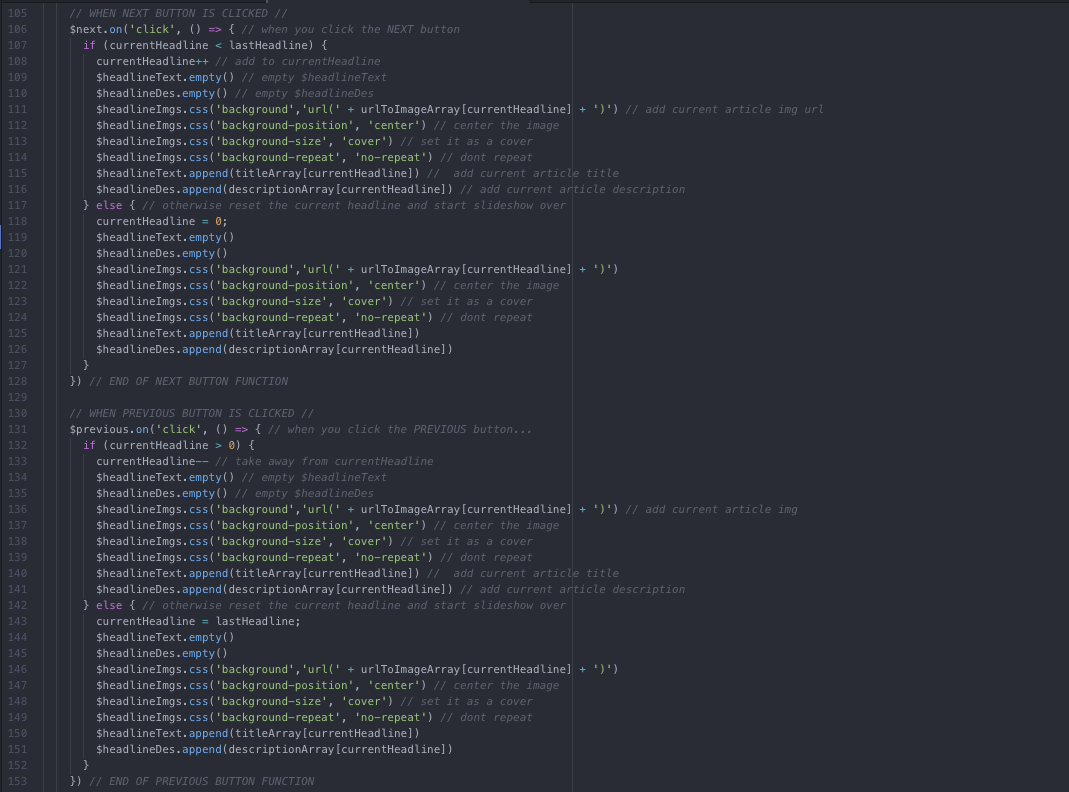 105 // WHEN NEXT BUTTON IS CLICKED //
106 $next.on('click', () => { // when you click the NEXT button
107 if (currentHeadline < lastHeadline) {
108 currentHeadline++ // add to currentHeadline
109 $headlineText.empty() // empty $headlineText
110 $headlineDes.empty() // empty $headlineDes
111 $headlineImgs.css('background','url(' + urlToImageArray[currentHeadline] + ')') // add current article img url
112 $headlineImgs.css('background-position', 'center') // center the image
113 $headlineImgs.css('background-size', 'cover') // set it as a cover
114 $headlineImgs.css('background-repeat', 'no-repeat') // dont repeat
115 $headlineText.append(titleArray[currentHeadline]) //  add current article title
116 $headlineDes.append(descriptionArray[currentHeadline]) // add current article description
117 } else { // otherwise reset the current headline and start slideshow over
118 currentHeadline = 0;
119 $headlineText.empty()
120 $headlineDes.empty()
121 $headlineImgs.css('background','url(' + urlToImageArray[currentHeadline] + ')')
122 $headlineImgs.css('background-position', 'center') // center the image
123 $headlineImgs.css('background-size', 'cover') // set it as a cover
124 $headlineImgs.css('background-repeat', 'no-repeat') // dont repeat
125 $headlineText.append(titleArray[currentHeadline])
126 $headlineDes.append(descriptionArray[currentHeadline])
127 }
128 }) // END OF NEXT BUTTON FUNCTION
129
130 // WHEN PREVIOUS BUTTON IS CLICKED //
131 $previous.on('click', () => { // when you click the PREVIOUS button...
132 if (currentHeadline > 0) {
133 currentHeadline-- // take away from currentHeadline
134 $headlineText.empty() // empty $headlineText
135 $headlineDes.empty() // empty $headlineDes
136 $headlineImgs.css('background','url(' + urlToImageArray[currentHeadline] + ')') // add current article img
137 $headlineImgs.css('background-position', 'center') // center the image
138 $headlineImgs.css('background-size', 'cover') // set it as a cover
139 $headlineImgs.css('background-repeat', 'no-repeat') // dont repeat
140 $headlineText.append(titleArray[currentHeadline]) //  add current article title
141 $headlineDes.append(descriptionArray[currentHeadline]) // add current article description
142 } else { // otherwise reset the current headline and start slideshow over
143 currentHeadline = lastHeadline;
144 $headlineText.empty()
145 $headlineDes.empty()
146 $headlineImgs.css('background','url(' + urlToImageArray[currentHeadline] + ')')
147 $headlineImgs.css('background-position', 'center') // center the image
148 $headlineImgs.css('background-size', 'cover') // set it as a cover
149 $headlineImgs.css('background-repeat', 'no-repeat') // dont repeat
150 $headlineText.append(titleArray[currentHeadline])
151 $headlineDes.append(descriptionArray[currentHeadline])
152 }
153 }) // END OF PREVIOUS BUTTON FUNCTION